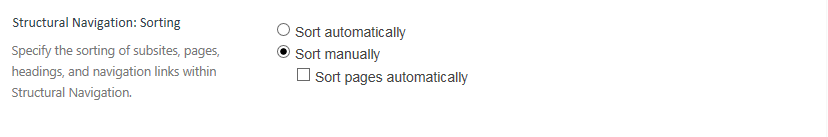 Structural Navigation: Sorting
Specify the sorting of subsites, pages,
headings, and navigation links within
Structural Navigation.
Sort automatically
Sort manually
Sort pages automatically